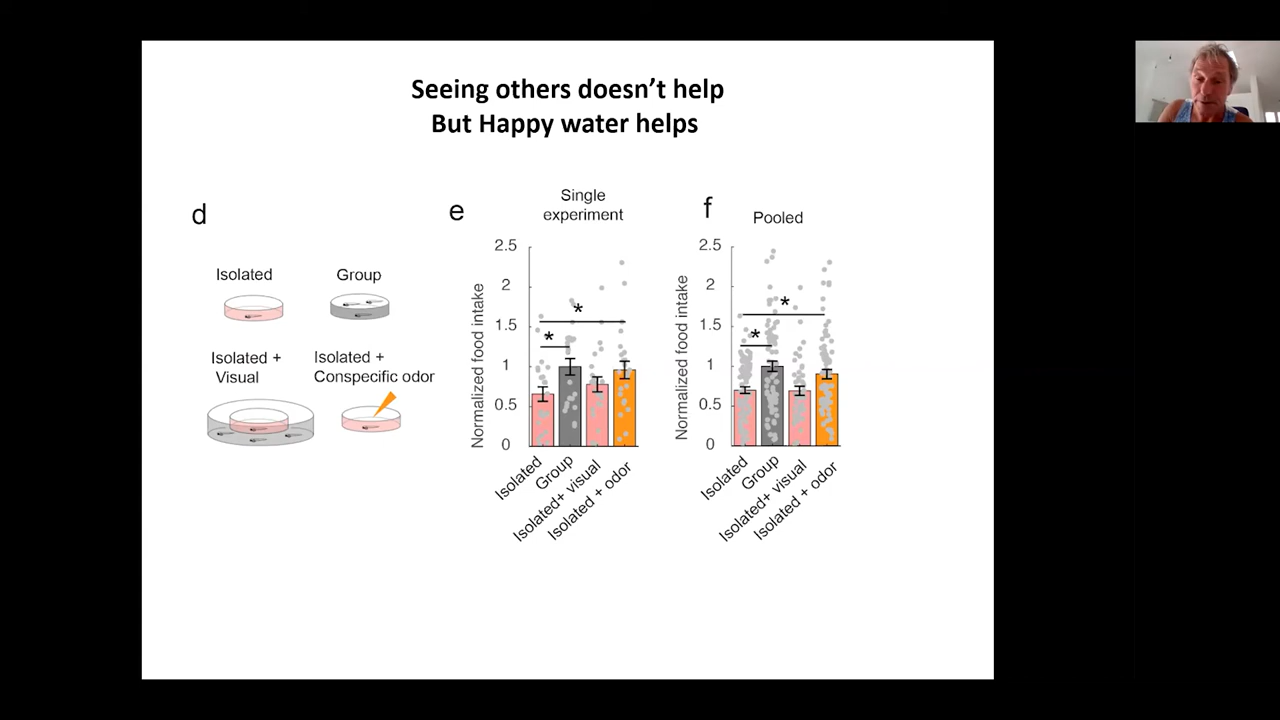 Seeing others doesn't help
But Happy water helps
d
Isolated
Group
Isolated +
Visual
Isolated +
Conspecific odor
e
Single
experiment
Normalized food intake
2.5
2
1.5
1
0.5
0
*
*
Isolated
Group
Isolated+ visual
Isolated + odor
f
Pooled
Normalized food intake
2.5
2
1.5
1
0.5
0
*
*
Isolated
Group
Isolated+ visual
Isolated + odor